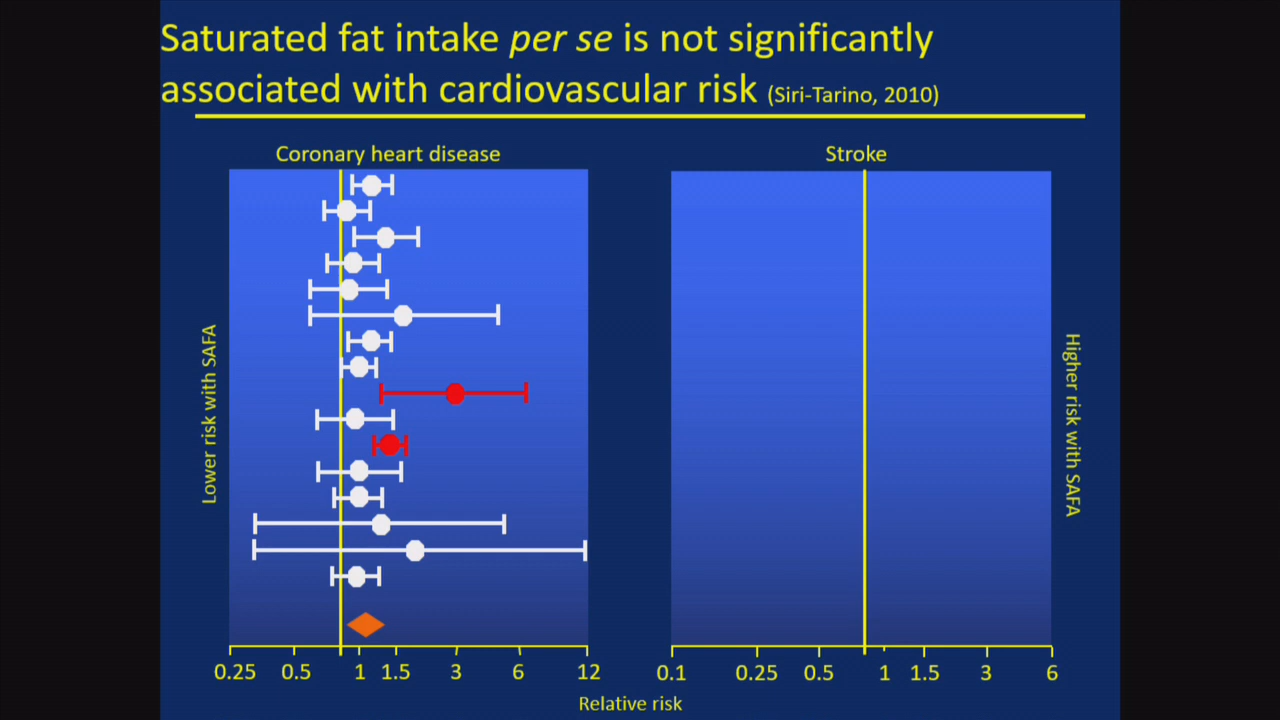 Saturated fat intake per se is not significantly
associated with cardiovascular risk (Siri-Tarino, 2010)
Coronary heart disease
Stroke
Lower risk with SAFA
Higher risk with SAFA
0.25 0.5 1 1.5 3 6 12
0.1 0.25 0.5 1 1.5 3 6
Relative risk